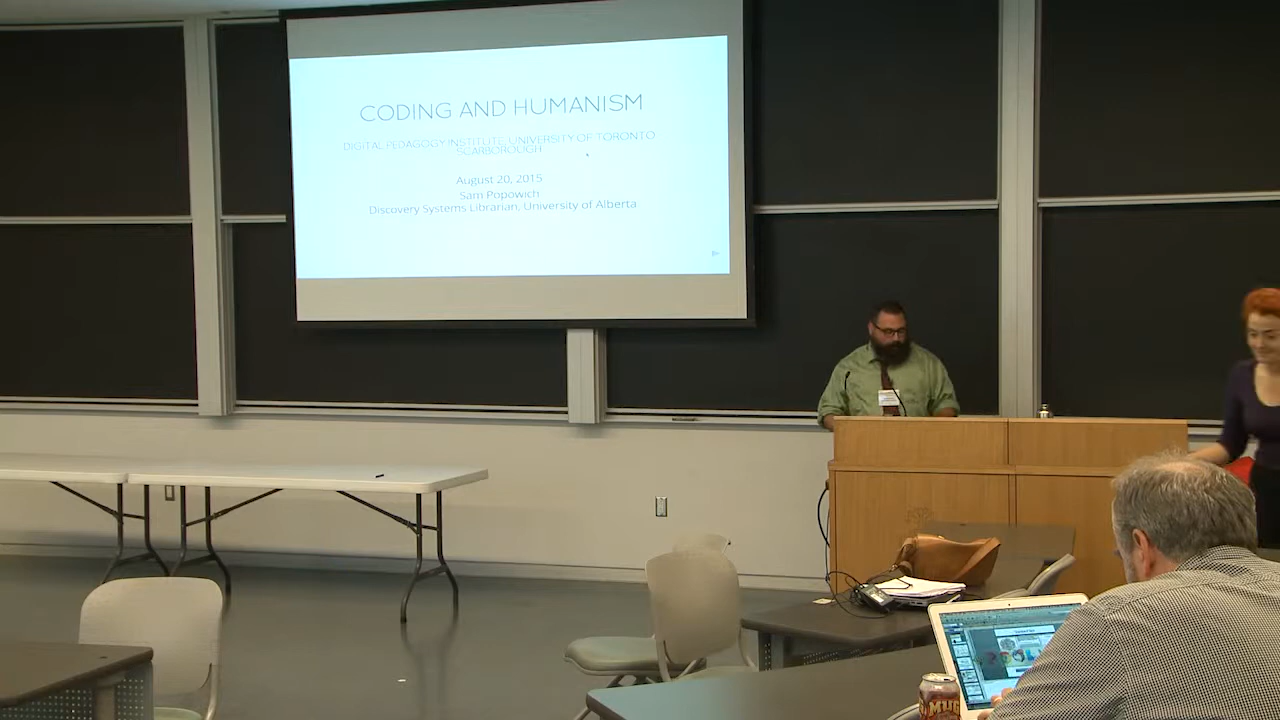 CODING AND HUMANISM
DIGITAL PEDAGOGY INSTITUTE, UNIVERSITY OF TORONTO
SCARBOROUGH
August 20, 2015
Sam Popowich
Discovery Systems Librarian, University of Alberta
MUG